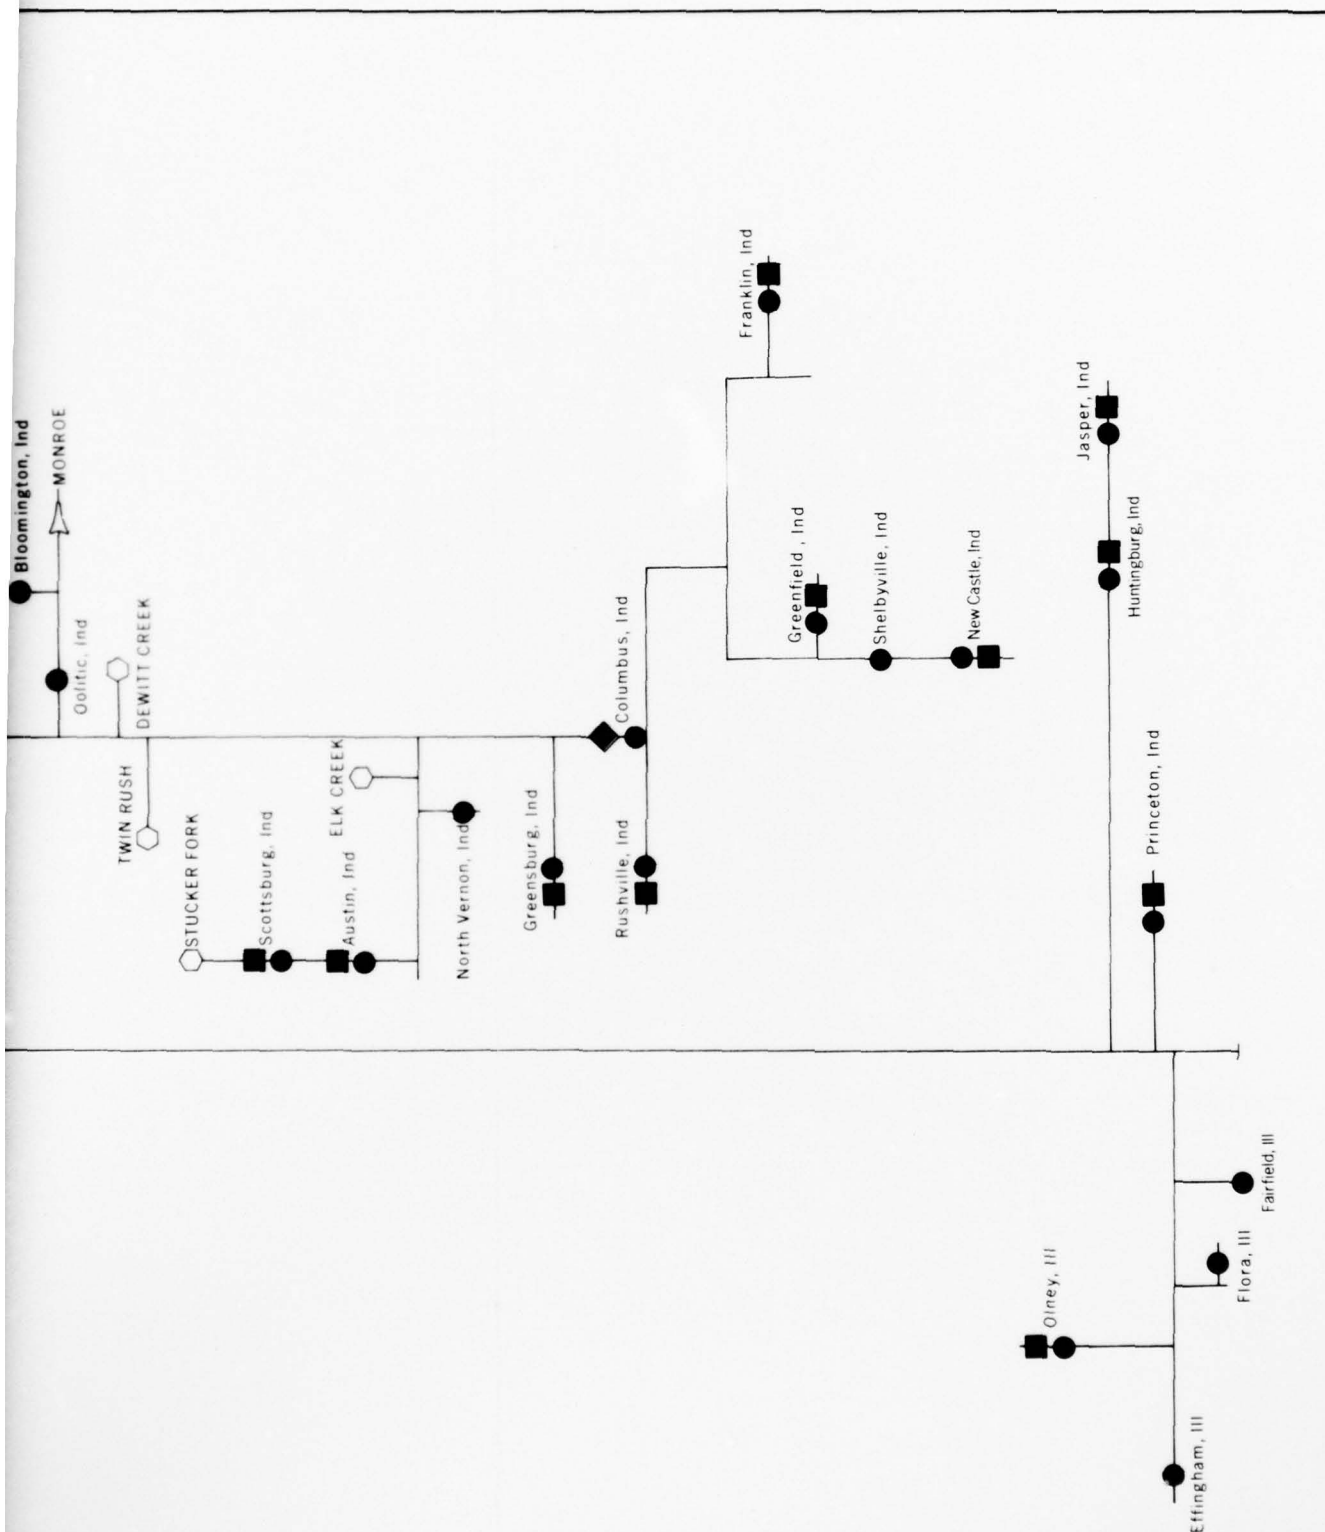 Bloomington, Ind
MONROE
Oolitic, Ind
DEWITT CREEK
TWIN RUSH
STUCKER FORK
Scottsburg, Ind
Austin, Ind
ELK CREEK
North Vernon, Ind
Greensburg, Ind
Rushville, Ind
Columbus, Ind
Franklin, Ind
Greenfield, Ind
Shelbyville, Ind
New Castle, Ind
Jasper, Ind
Huntingburg, Ind
Princeton, Ind
Fairfield, Ill
Flora, Ill
Olney, Ill
Effingham, Ill